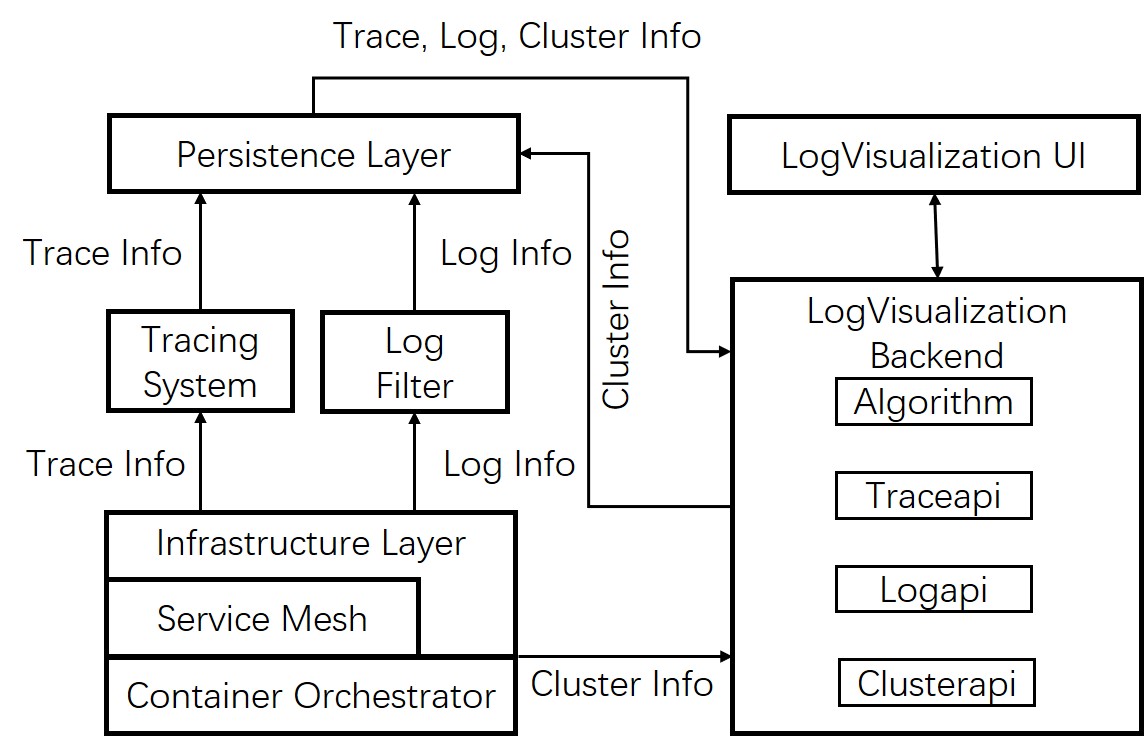 Trace, Log, Cluster Info
Persistence Layer
LogVisualization UI
Trace Info
Log Info
Cluster Info
Tracing
System
Log
Filter
LogVisualization
Backend
Algorithm
Traceapi
Logapi
Clusterapi
Trace Info
Log Info
Infrastructure Layer
Service Mesh
Container Orchestrator
Cluster Info